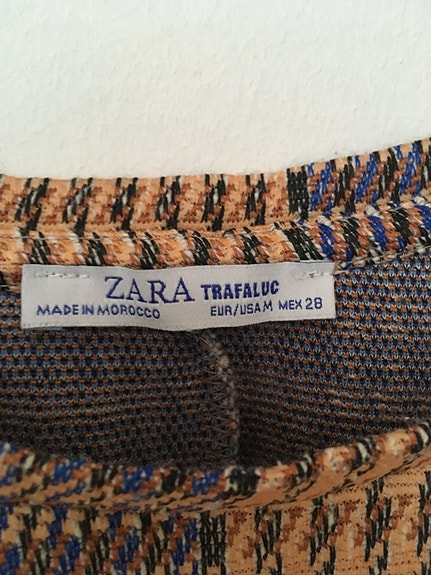 ZARA TRAFALUC
MADE IN MOROCCO EUR/USA M MEX 28